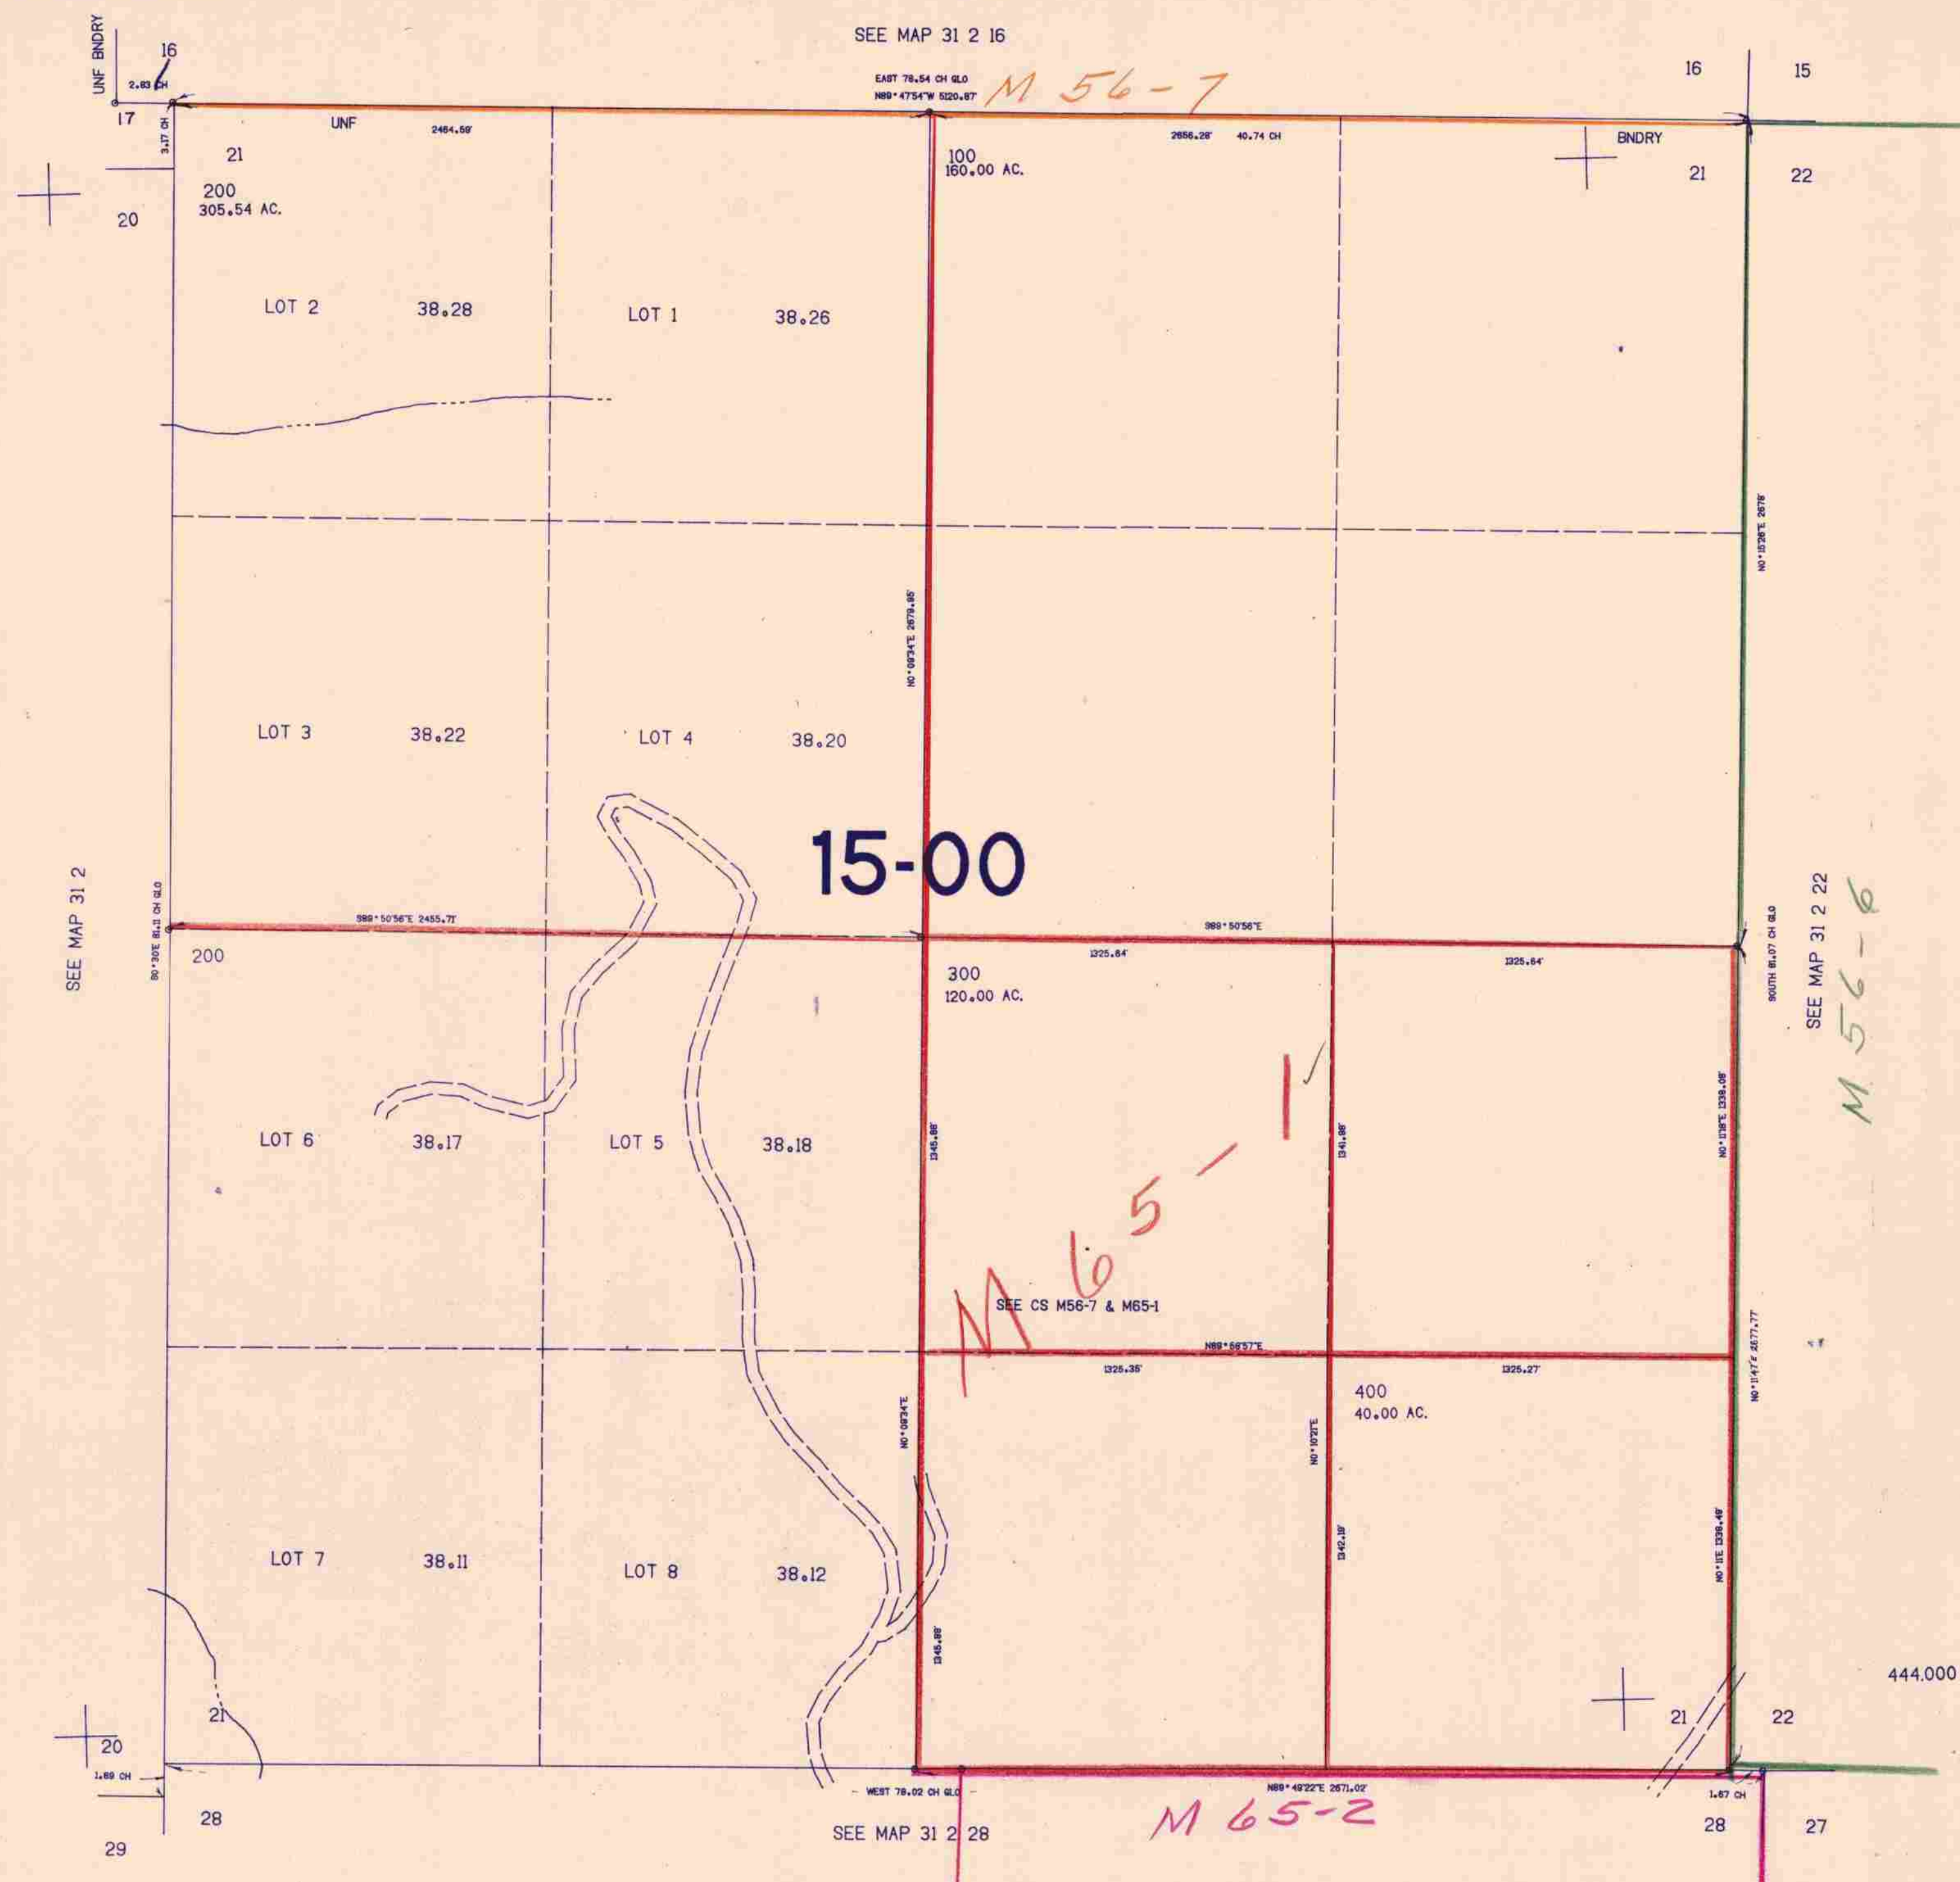 SEE MAP 31 2 16
UNF BNDRY
16
2.83 CH
EAST 78.54 CH GLO
N89°47'54"W 5120.87'
M 56-7
16
15
17
3.17 CH
UNF
2464.59'
2656.28' 40.74 CH
BNDRY
21
100
160.00 AC.
21
22
200
305.54 AC.
20
LOT 2 38.28
LOT 1 38.26
N0°15'26"E 2678'
N0°09'34"E 2679.95'
LOT 3 38.22
LOT 4 38.20
15-00
SEE MAP 31 2
S0°30'E 81.11 CH GLO
S89°50'56"E 2455.71'
S89°50'56"E
1325.64'
1325.64'
SOUTH 81.07 CH GLO
SEE MAP 31 2 22
M 56-6
200
300
120.00 AC.
LOT 6 38.17
LOT 5 38.18
1345.88'
1341.98'
N0°11'18"E 1338.08'
M 65-1
SEE CS M56-7 & M65-1
N89°58'57"E
1325.35'
1325.27'
N0°11'47"E 2677.77
400
40.00 AC.
N0°09'34"E
N0°10'21"E
LOT 7 38.11
LOT 8 38.12
1342.19'
N0°11'E 1338.49'
1345.88'
444.000
21
21
22
20
1.69 CH
WEST 78.02 CH GLO
N89°49'22"E 2671.02'
1.67 CH
28
SEE MAP 31 2 28
M 65-2
28
27
29